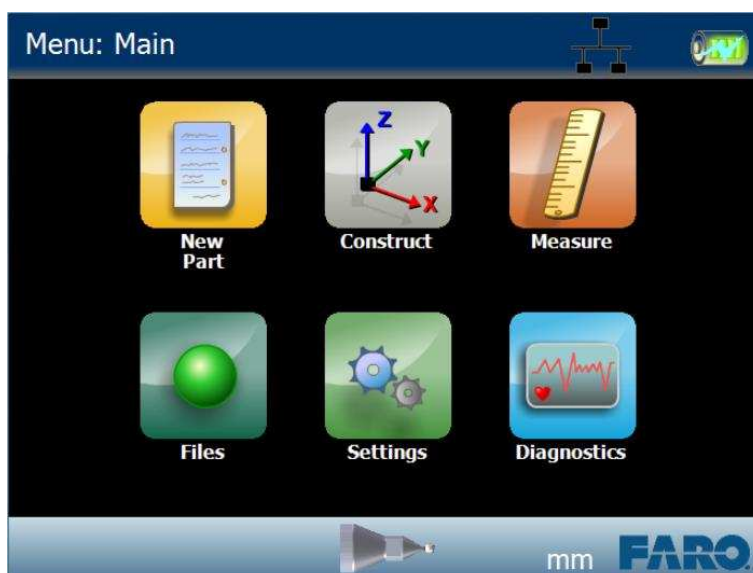 Menu: Main
New
Part
Construct
Measure
Z
Y
X
Files
Settings
Diagnostics
mm
FARO